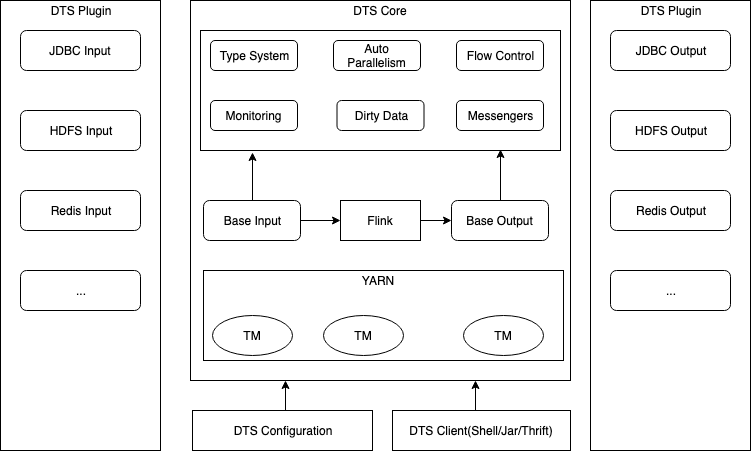 DTS Plugin
JDBC Input
HDFS Input
Redis Input
...
DTS Core
Type System
Auto
Parallelism
Flow Control
Monitoring
Dirty Data
Messengers
Base Input
Flink
Base Output
YARN
TM
TM
TM
DTS Configuration
DTS Client(Shell/Jar/Thrift)
DTS Plugin
JDBC Output
HDFS Output
Redis Output
...